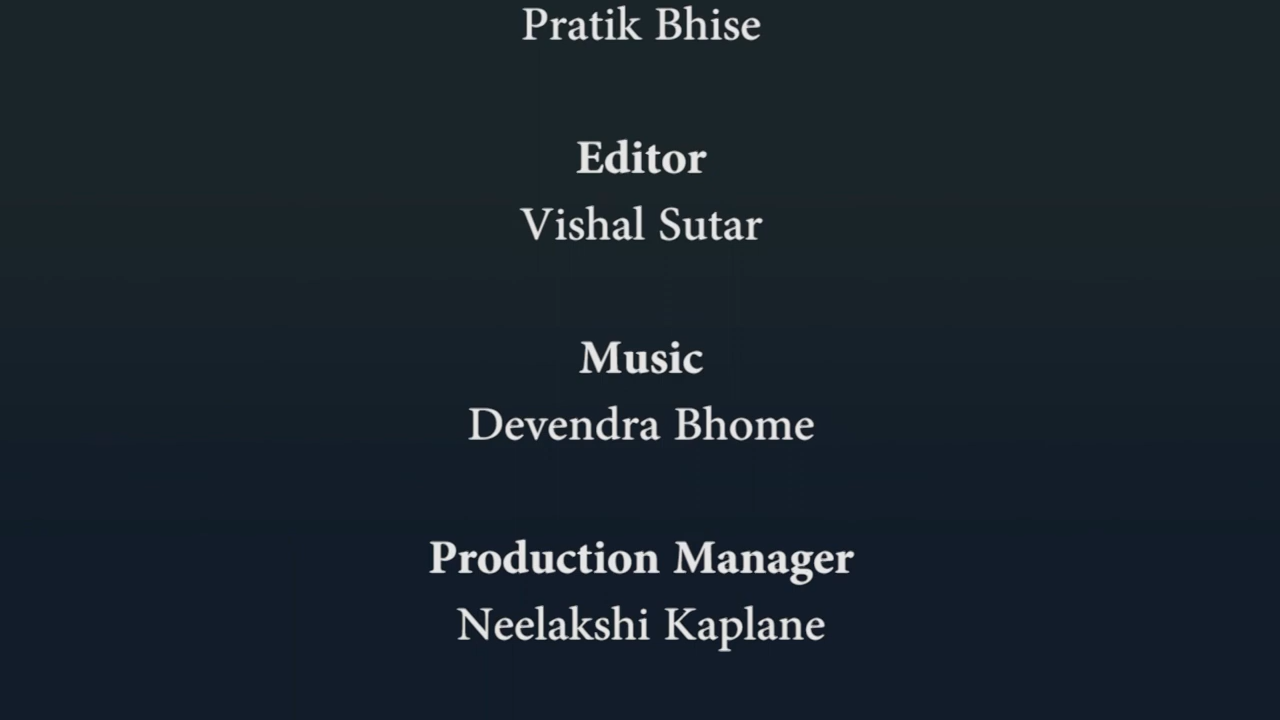 Pratik Bhise
Editor
Vishal Sutar
Music
Devendra Bhome
Production Manager
Neelakshi Kaplane